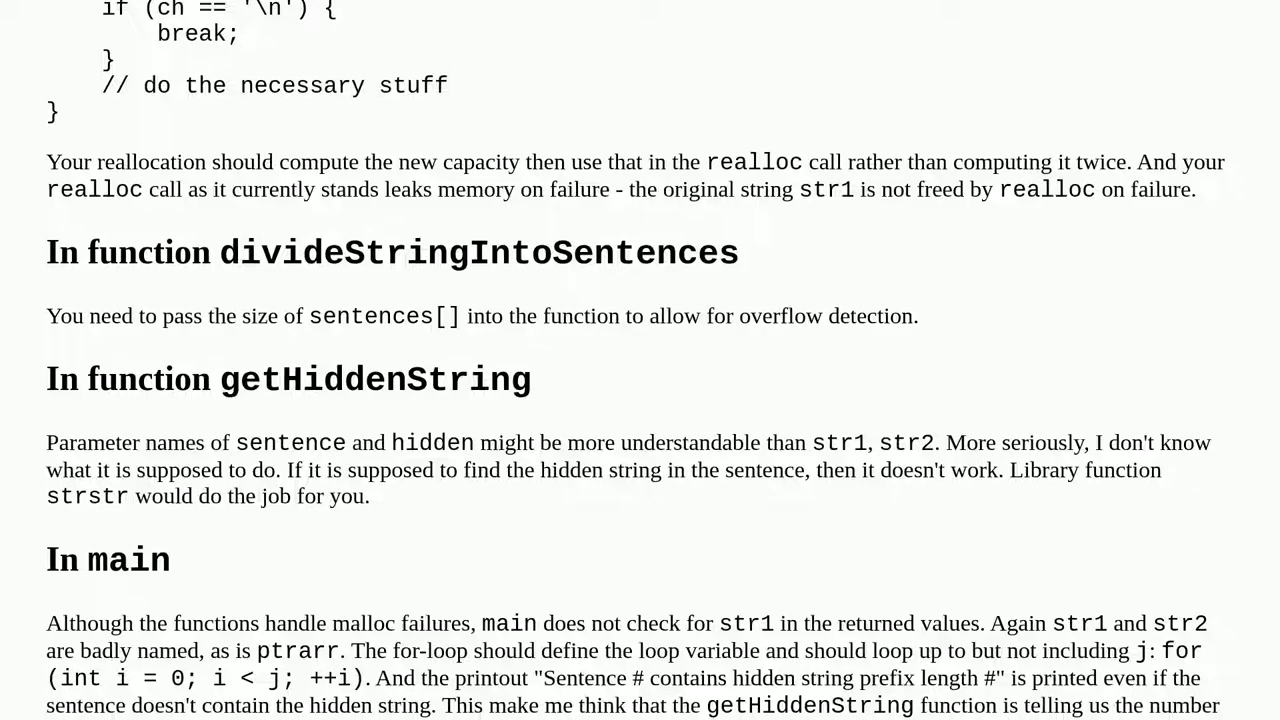 if (ch == '\n') {
break;
}
// do the necessary stuff
}
Your reallocation should compute the new capacity then use that in the realloc call rather than computing it twice. And your
realloc call as it currently stands leaks memory on failure - the original string str1 is not freed by realloc on failure.
In function divideStringIntoSentences
You need to pass the size of sentences[] into the function to allow for overflow detection.
In function getHiddenString
Parameter names of sentence and hidden might be more understandable than str1, str2. More seriously, I don't know
what it is supposed to do. If it is supposed to find the hidden string in the sentence, then it doesn't work. Library function
strstr would do the job for you.
In main
Although the functions handle malloc failures, main does not check for str1 in the returned values. Again str1 and str2
are badly named, as is ptrarr. The for-loop should define the loop variable and should loop up to but not including j: for
(int i = 0; i < j; ++i). And the printout "Sentence # contains hidden string prefix length #" is printed even if the
sentence doesn't contain the hidden string. This make me think that the getHiddenString function is telling us the number